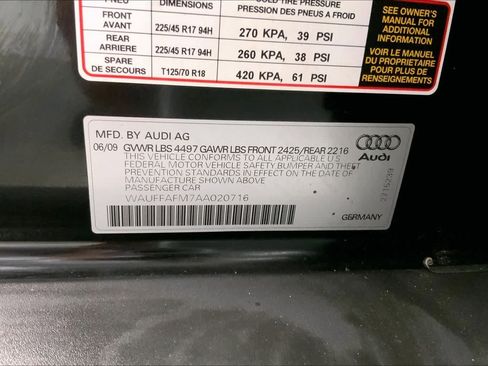 PNEU DIMENSIONS COLD TIRE PRESSURE
PRESSION DES PNEUS A FROID
FRONT
AVANT 225/45 R17 94H 270 KPA, 39 PSI
REAR
ARRIERE 225/45 R17 94H 260 KPA, 38 PSI
SPARE
DE SECOURS T125/70 R18 420 KPA, 61 PSI
SEE OWNER'S
MANUAL FOR
ADDITIONAL
INFORMATION
VOIR LE MANUEL
DU PROPRIETAIRE
POUR PLUS DE
RENSEIGNEMENTS
MFD. BY AUDI AG
06/09 GVWR LBS 4497 GAWR LBS FRONT 2425/REAR 2216
THIS VEHICLE CONFORMS TO ALL APPLICABLE U S
FEDERAL MOTOR VEHICLE SAFETY, BUMPER AND THEFT
PREVENTION STANDARDS IN EFFECT ON THE DATE OF
MANUFACTURE SHOWN ABOVE
PASSENGER CAR
WAUFFAFM7AA020716
Audi
2715239
GERMANY